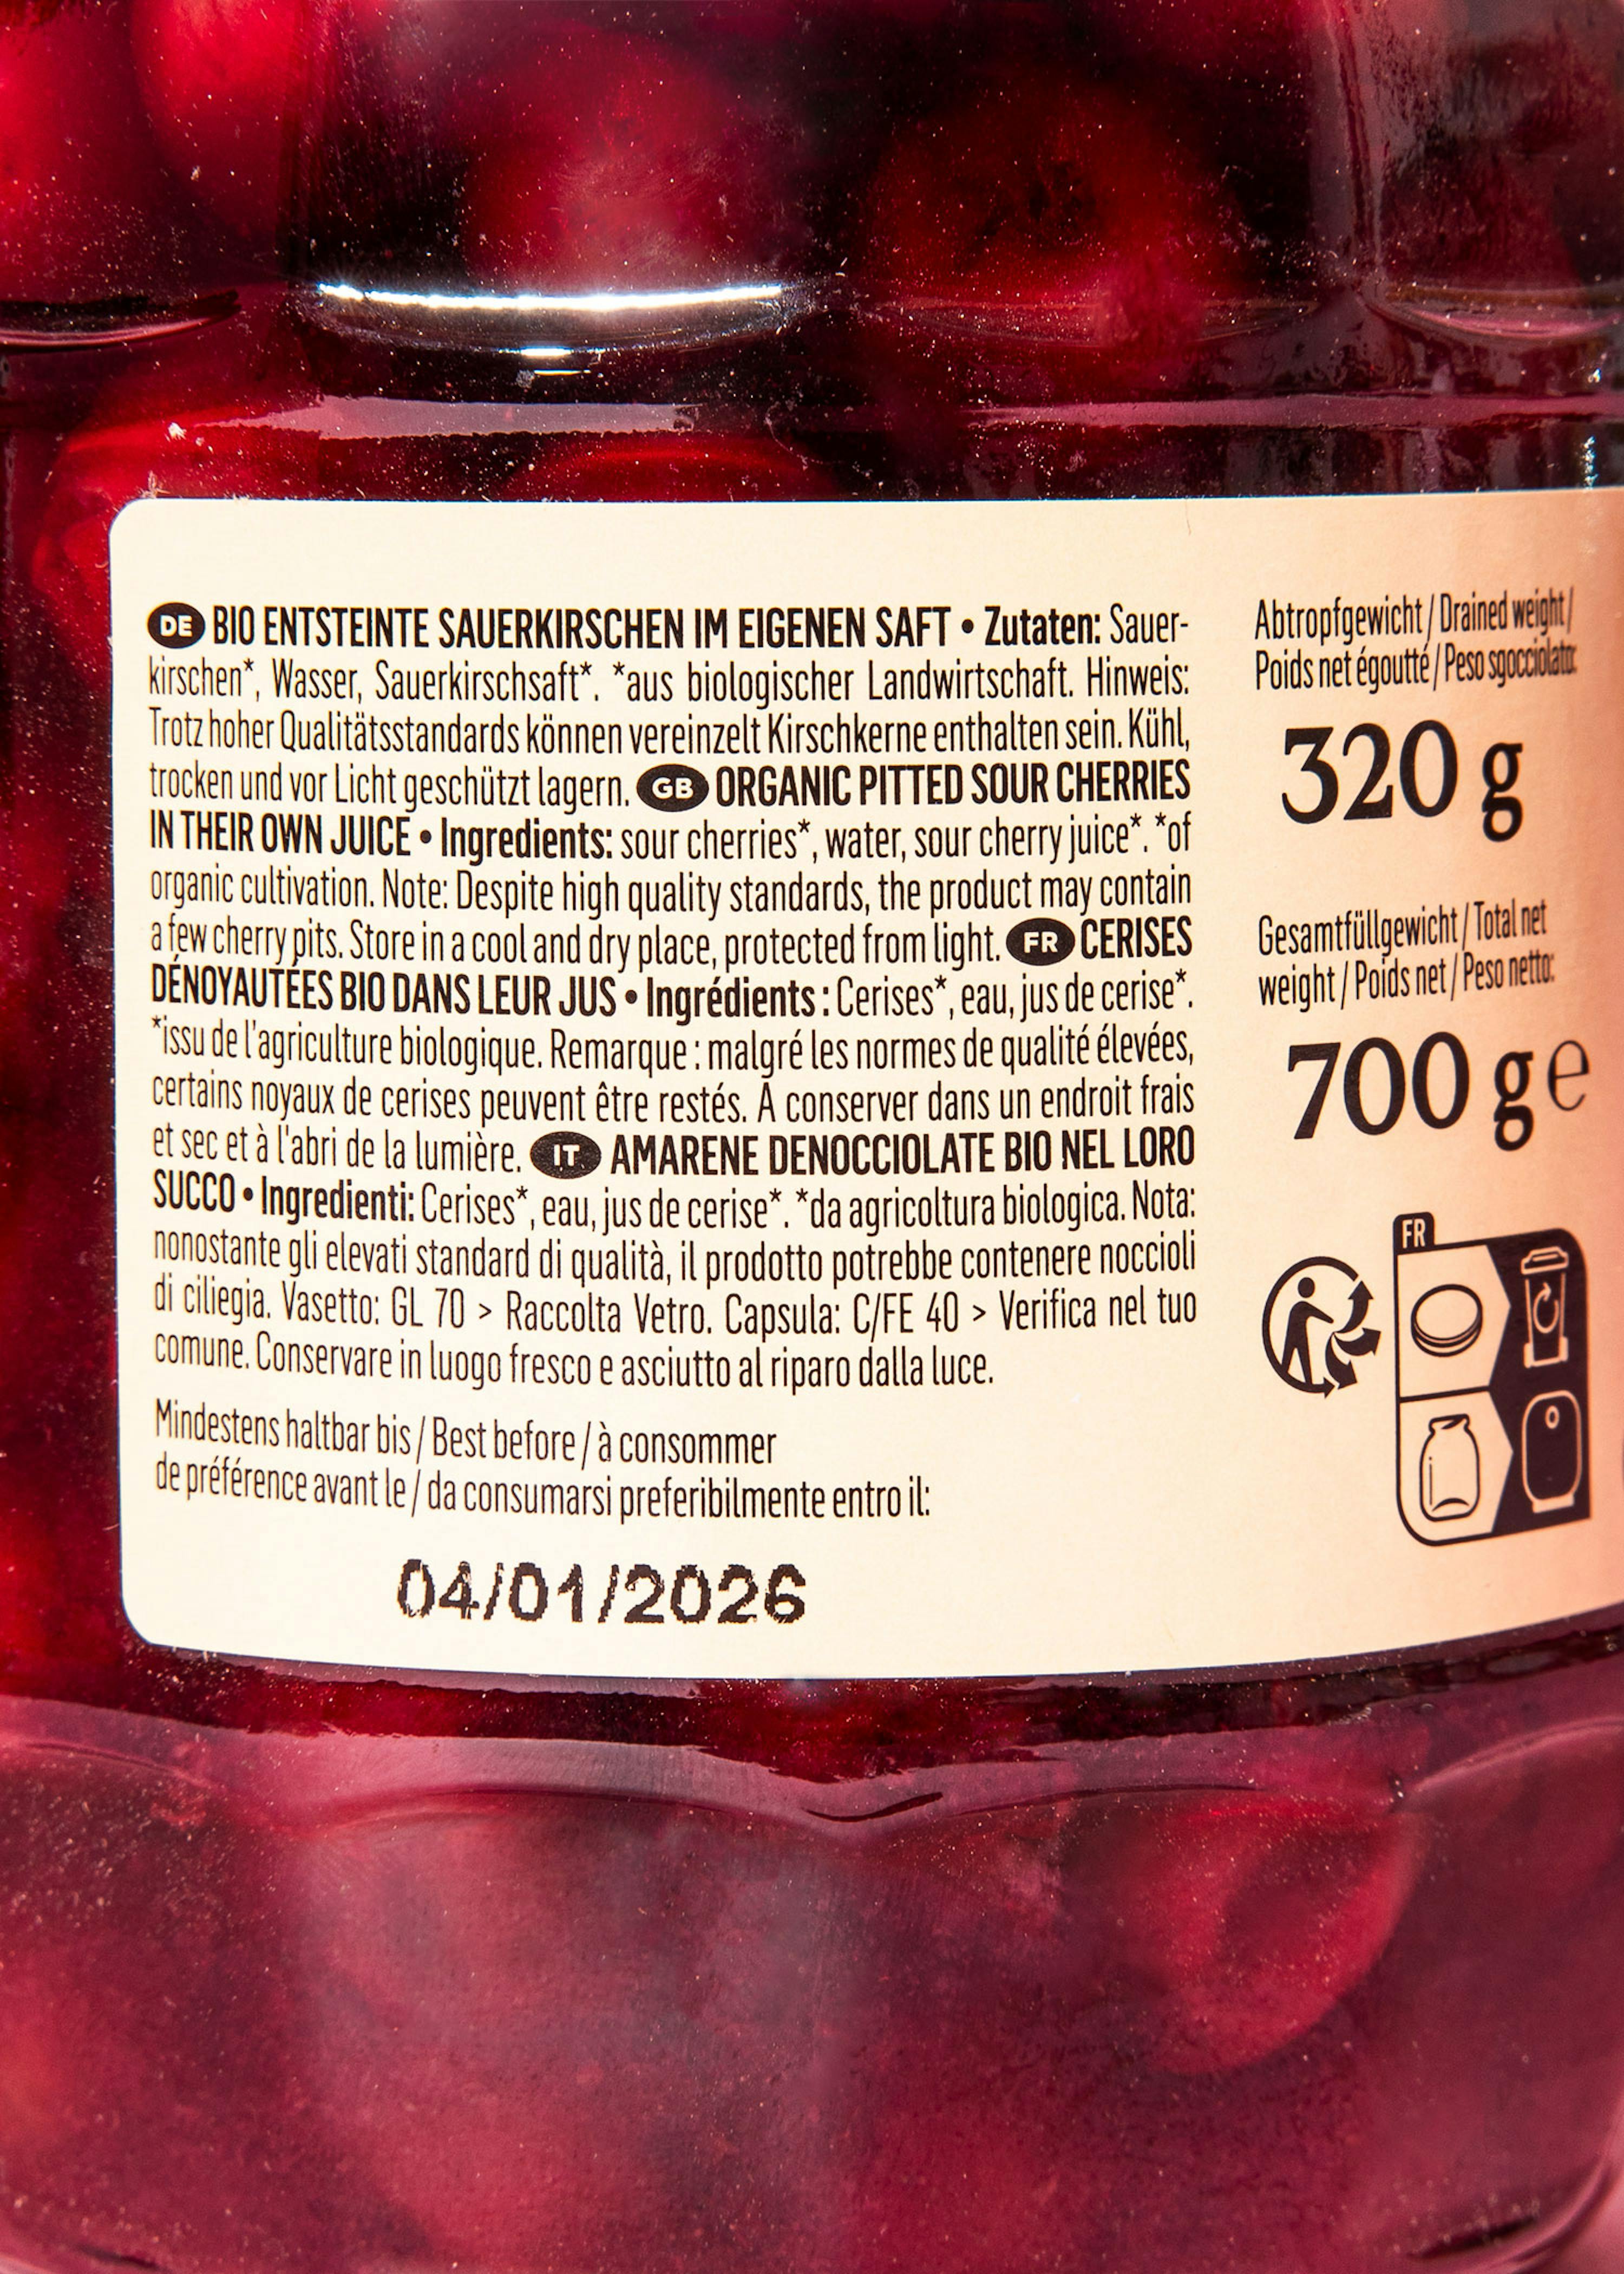 DE BIO ENTSTEINTE SAUERKIRSCHEN IM EIGENEN SAFT • Zutaten: Sauer-
kirschen*, Wasser, Sauerkirschsaft*. *aus biologischer Landwirtschaft. Hinweis:
Trotz hoher Qualitätsstandards können vereinzelt Kirschkerne enthalten sein. Kühl,
trocken und vor Licht geschützt lagern. GB ORGANIC PITTED SOUR CHERRIES
IN THEIR OWN JUICE • Ingredients: sour cherries*, water, sour cherry juice*. *of
organic cultivation. Note: Despite high quality standards, the product may contain
a few cherry pits. Store in a cool and dry place, protected from light. FR CERISES
DÉNOYAUTÉES BIO DANS LEUR JUS • Ingrédients : Cerises*, eau, jus de cerise*.
*issu de l'agriculture biologique. Remarque : malgré les normes de qualité élevées,
certains noyaux de cerises peuvent être restés. À conserver dans un endroit frais
et sec et à l'abri de la lumière. IT AMARENE DENOCCIOLATE BIO NEL LORO
SUCCO • Ingredienti: Cerises*, eau, jus de cerise*. *da agricoltura biologica. Nota:
nonostante gli elevati standard di qualità, il prodotto potrebbe contenere noccioli
di ciliegia. Vasetto: GL 70 > Raccolta Vetro. Capsula: C/FE 40 > Verifica nel tuo
comune. Conservare in luogo fresco e asciutto al riparo dalla luce.
Mindestens haltbar bis / Best before / à consommer
de préférence avant le / da consumarsi preferibilmente entro il:
04/01/2026
Abtropfgewicht / Drained weight /
Poids net égoutté / Peso sgocciolato:
320 g
Gesamtfüllgewicht / Total net
weight / Poids net / Peso netto:
700 g e
FR